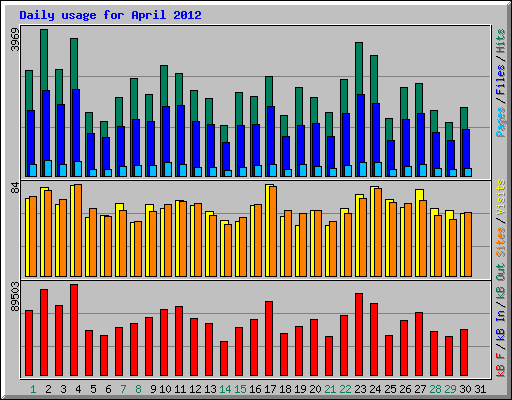 Daily usage for April 2012
3969
Pages / Files / Hits
84
Sites / Visits
89503
kB F / kB In / kB Out
1 2 3 4 5 6 7 8 9 10 11 12 13 14 15 16 17 18 19 20 21 22 23 24 25 26 27 28 29 30 31